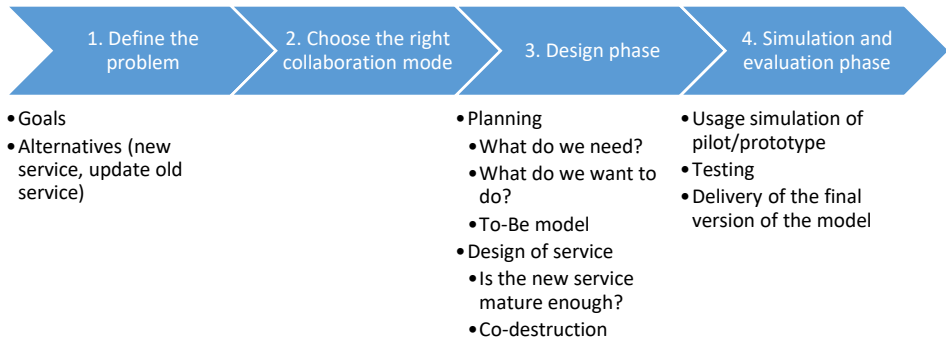 1. Define the
problem
2. Choose the right
collaboration mode
3. Design phase
4. Simulation and
evaluation phase
•Goals
•Alternatives (new
service, update old
service)
•Planning
•What do we need?
•What do we want to
do?
•To-Be model
•Design of service
•Is the new service
mature enough?
•Co-destruction
•Usage simulation of
pilot/prototype
•Testing
•Delivery of the final
version of the model